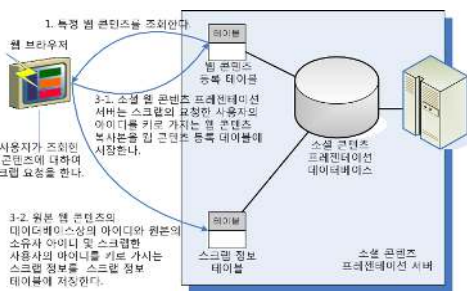 1. 특정 웹 콘텐츠를 조회한다.
웹 브라우저
테이블
웹 콘텐츠
등록 테이블
3-1. 소셜 웹 콘텐츠 프레젠테이션
서버는 스크랩의 요청한 사용자의
아이디를 키로 가지는 웹 콘텐츠
복사본을 웹 콘텐츠 등록 테이블에
저장한다.
소셜 콘텐츠
프레젠테이션
데이터베이스
사용자가 조회한
콘텐츠에 대하여
크랩 요청을 한다.
3-2. 원본 웹 콘텐츠의
데이터베이스상의 아이디와 원본의
소유자 아이디 및 스크랩한
사용자의 아이디를 키로 가지는
스크랩 정보를 스크랩 정보
테이블에 저장한다.
테이블
스크랩 정보
테이블
소셜 콘텐츠
프레젠테이션 서버